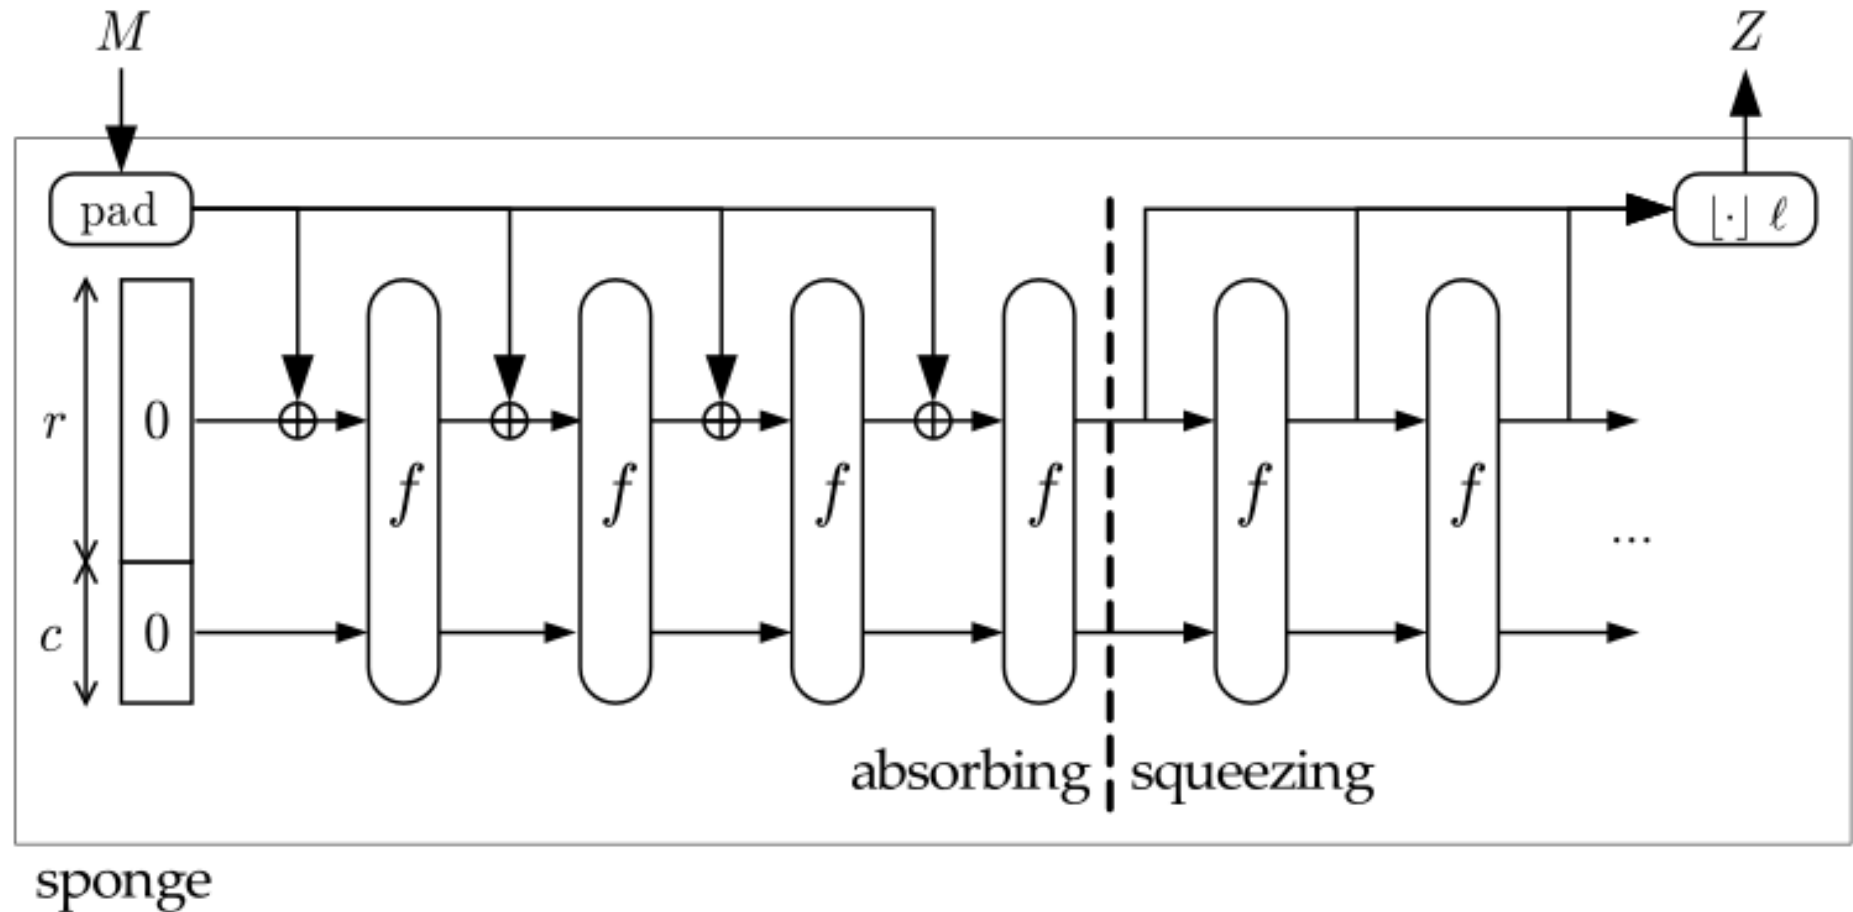 M Z
pad ⌊·⌋ ℓ
r 0
f f f f f f
...
c 0
absorbing squeezing
sponge